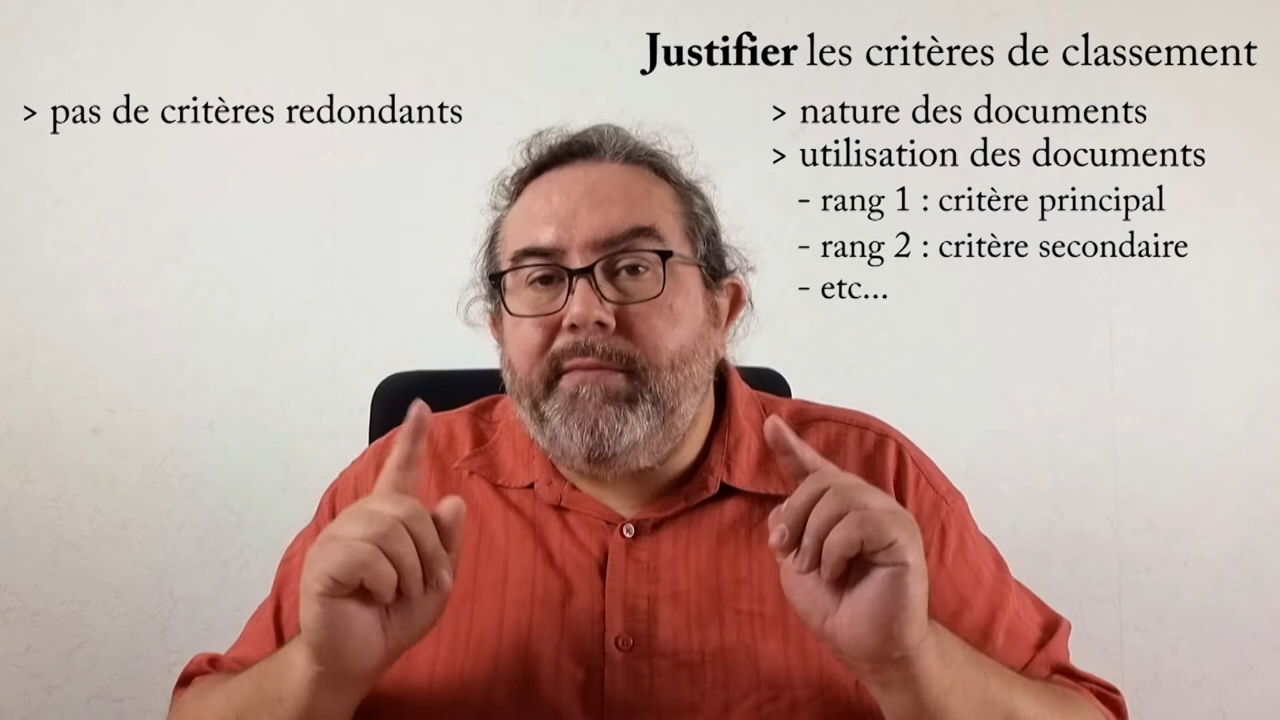 Justifier les critères de classement
> pas de critères redondants
> nature des documents
> utilisation des documents
- rang 1 : critère principal
- rang 2 : critère secondaire
- etc...